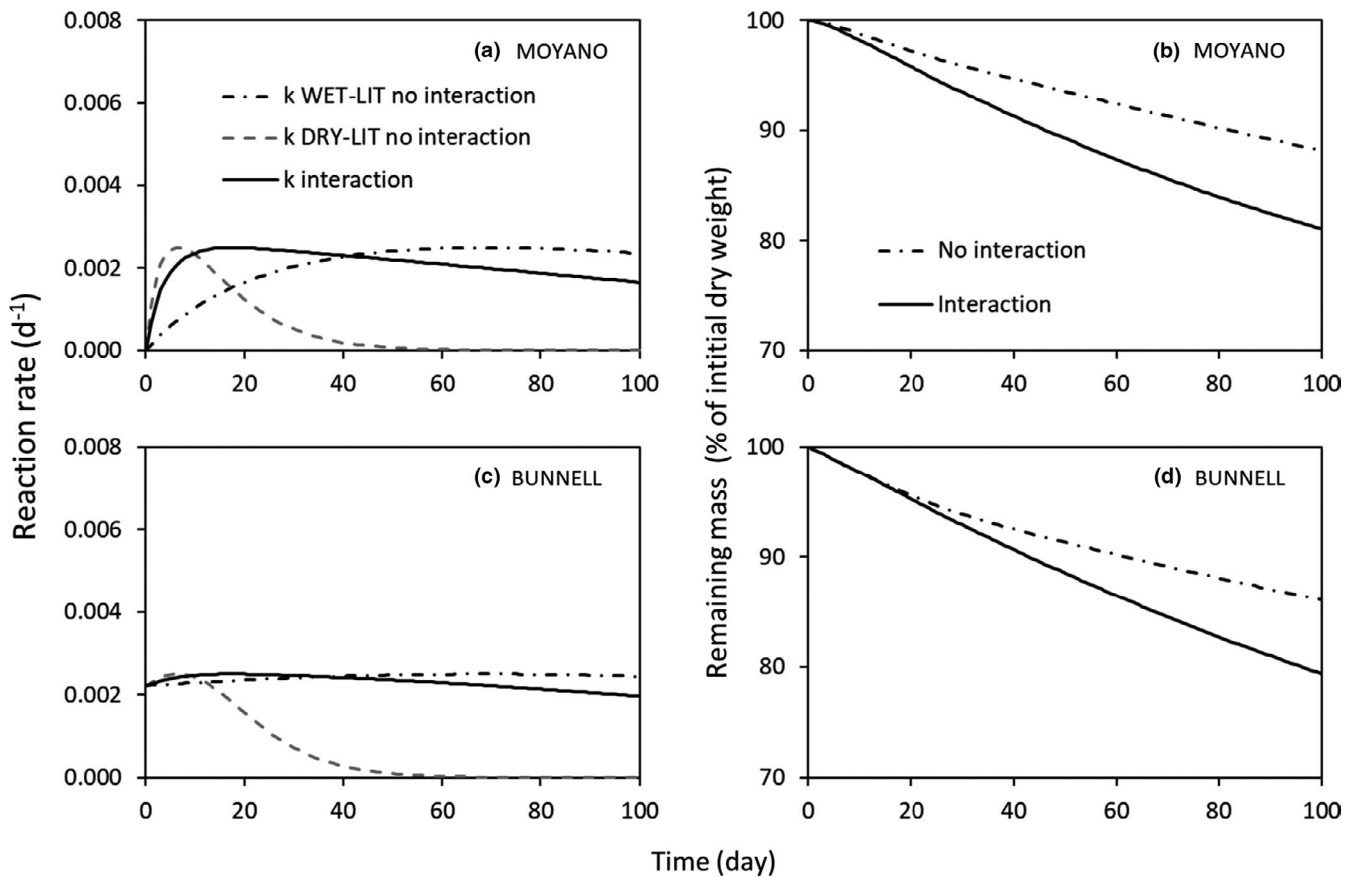 (a) MOYANO
k WET-LIT no interaction
k DRY-LIT no interaction
k interaction
0.008
0.006
0.004
0.002
0.000
0 20 40 60 80 100
(b) MOYANO
No interaction
Interaction
100
90
80
70
0 20 40 60 80 100
(c) BUNNELL
0.008
0.006
0.004
0.002
0.000
0 20 40 60 80 100
(d) BUNNELL
100
90
80
70
0 20 40 60 80 100
Reaction rate (d-1)
Remaining mass (% of intitial dry weight)
Time (day)